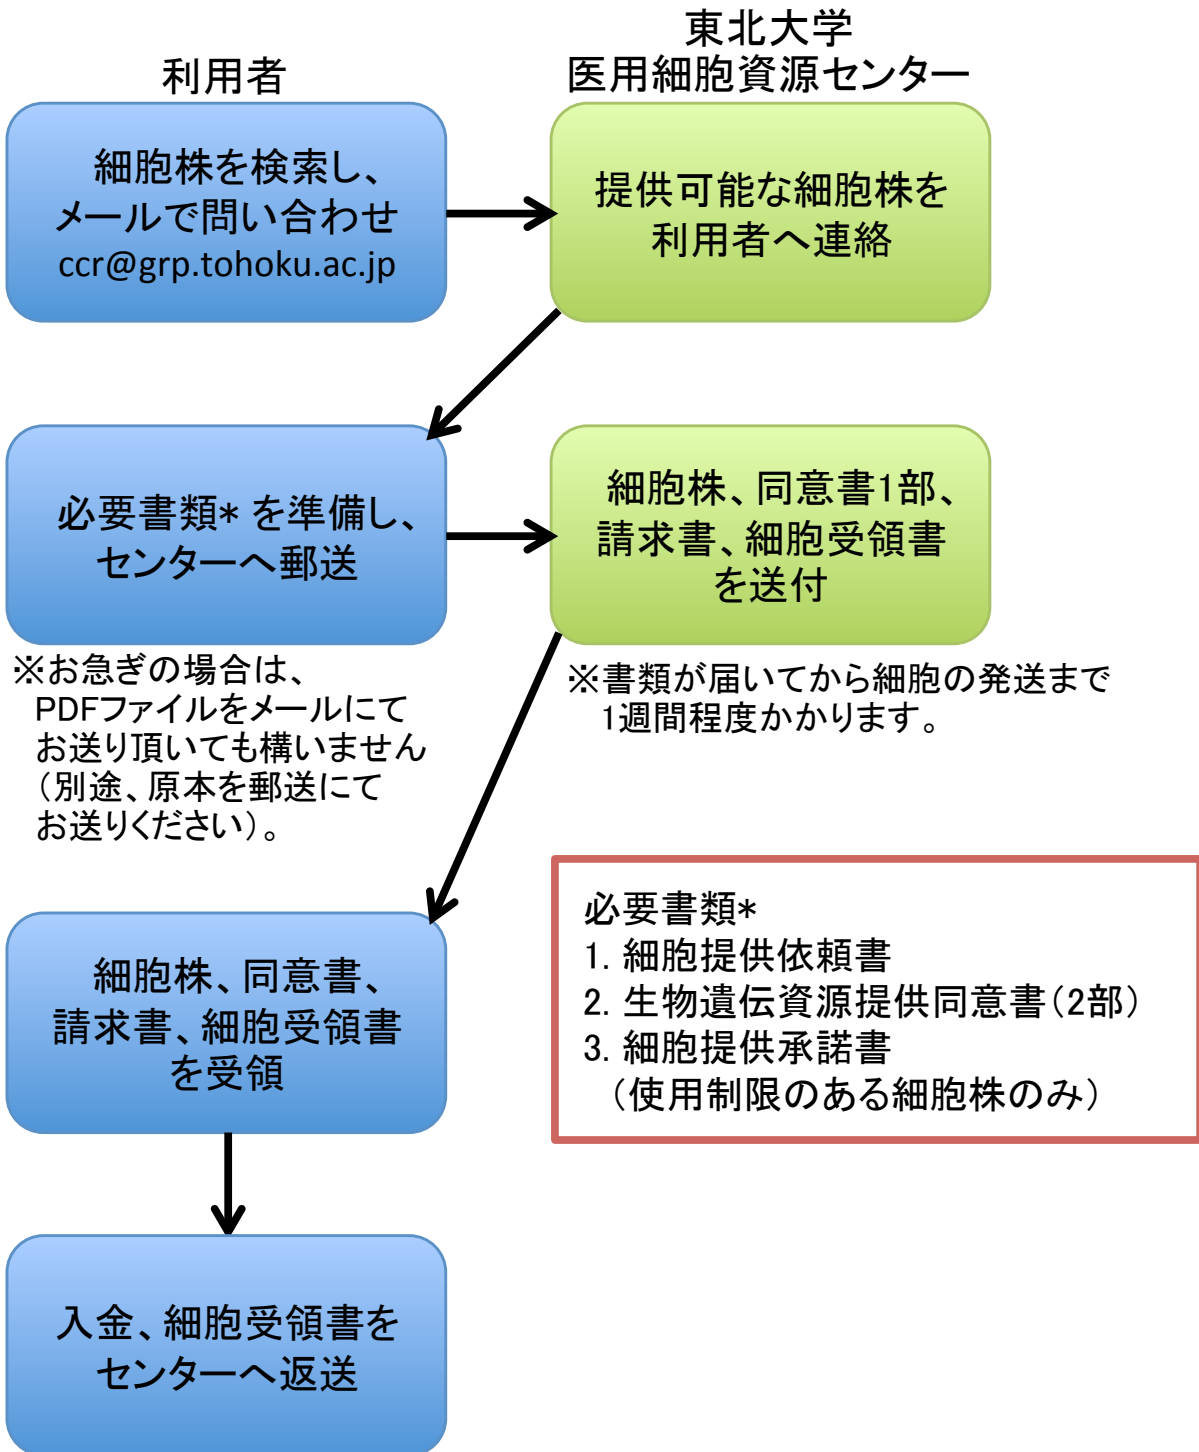 利用者
東北大学
医用細胞資源センター
細胞株を検索し、
メールで問い合わせ
ccr@grp.tohoku.ac.jp
提供可能な細胞株を
利用者へ連絡
必要書類* を準備し、
センターへ郵送
細胞株、同意書1部、
請求書、細胞受領書
を送付
※お急ぎの場合は、
PDFファイルをメールにて
お送り頂いても構いません
（別途、原本を郵送にて
お送りください）。
※書類が届いてから細胞の発送まで
1週間程度かかります。
細胞株、同意書、
請求書、細胞受領書
を受領
必要書類*
1. 細胞提供依頼書
2. 生物遺伝資源提供同意書（2部）
3. 細胞提供承諾書
（使用制限のある細胞株のみ）
入金、細胞受領書を
センターへ返送